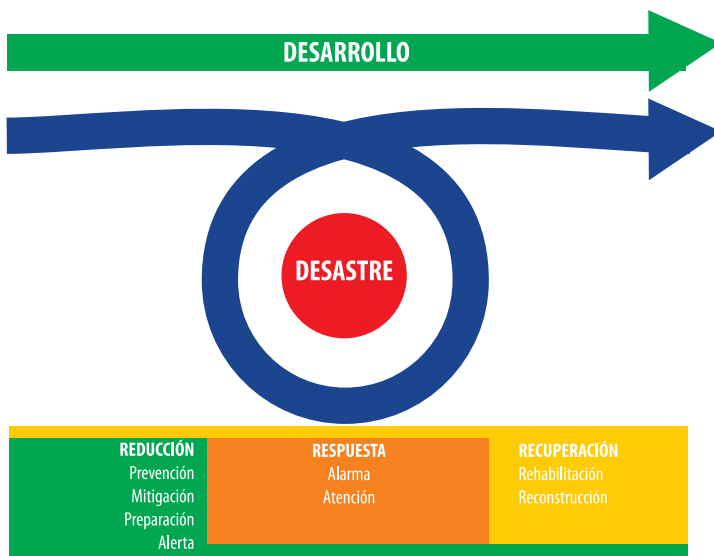 DESARROLLO
DESASTRE
REDUCCIÓN
Prevención
Mitigación
Preparación
Alerta
RESPUESTA
Alarma
Atención
RECUPERACIÓN
Rehabilitación
Reconstrucción